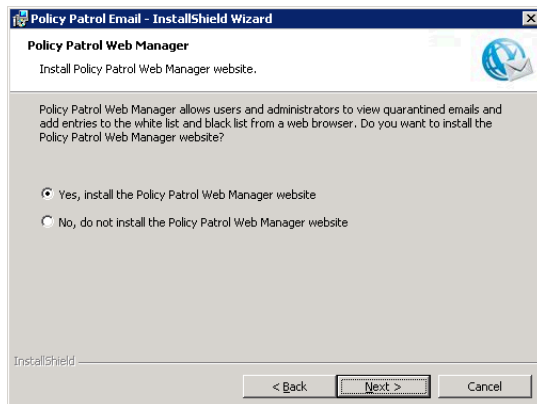 Policy Patrol Email - InstallShield Wizard
Policy Patrol Web Manager
Install Policy Patrol Web Manager website.
Policy Patrol Web Manager allows users and administrators to view quarantined emails and
add entries to the white list and black list from a web browser. Do you want to install the
Policy Patrol Web Manager website?
Yes, install the Policy Patrol Web Manager website
No, do not install the Policy Patrol Web Manager website
InstallShield
< Back
Next >
Cancel